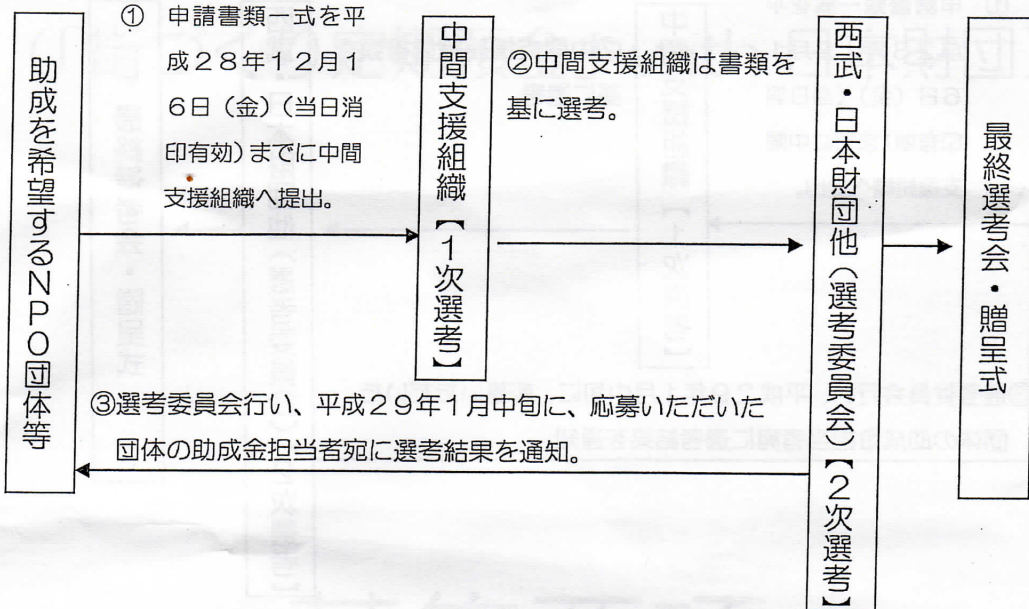 助成を希望するNPO団体等
① 申請書類一式を平
成28年12月1
6日(金)(当日消
印有効)までに中間
支援組織へ提出。
中間支援組織【1次選考】
②中間支援組織は書類を
基に選考。
西武・日本財団他(選考委員会)【2次選考】
最終選考会・贈呈式
③選考委員会行い、平成29年1月中旬に、応募いただいた
団体の助成金担当者宛に選考結果を通知。